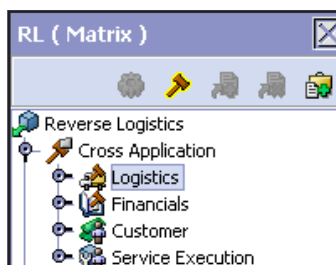 RL ( Matrix )
Reverse Logistics
Cross Application
Logistics
Financials
Customer
Service Execution